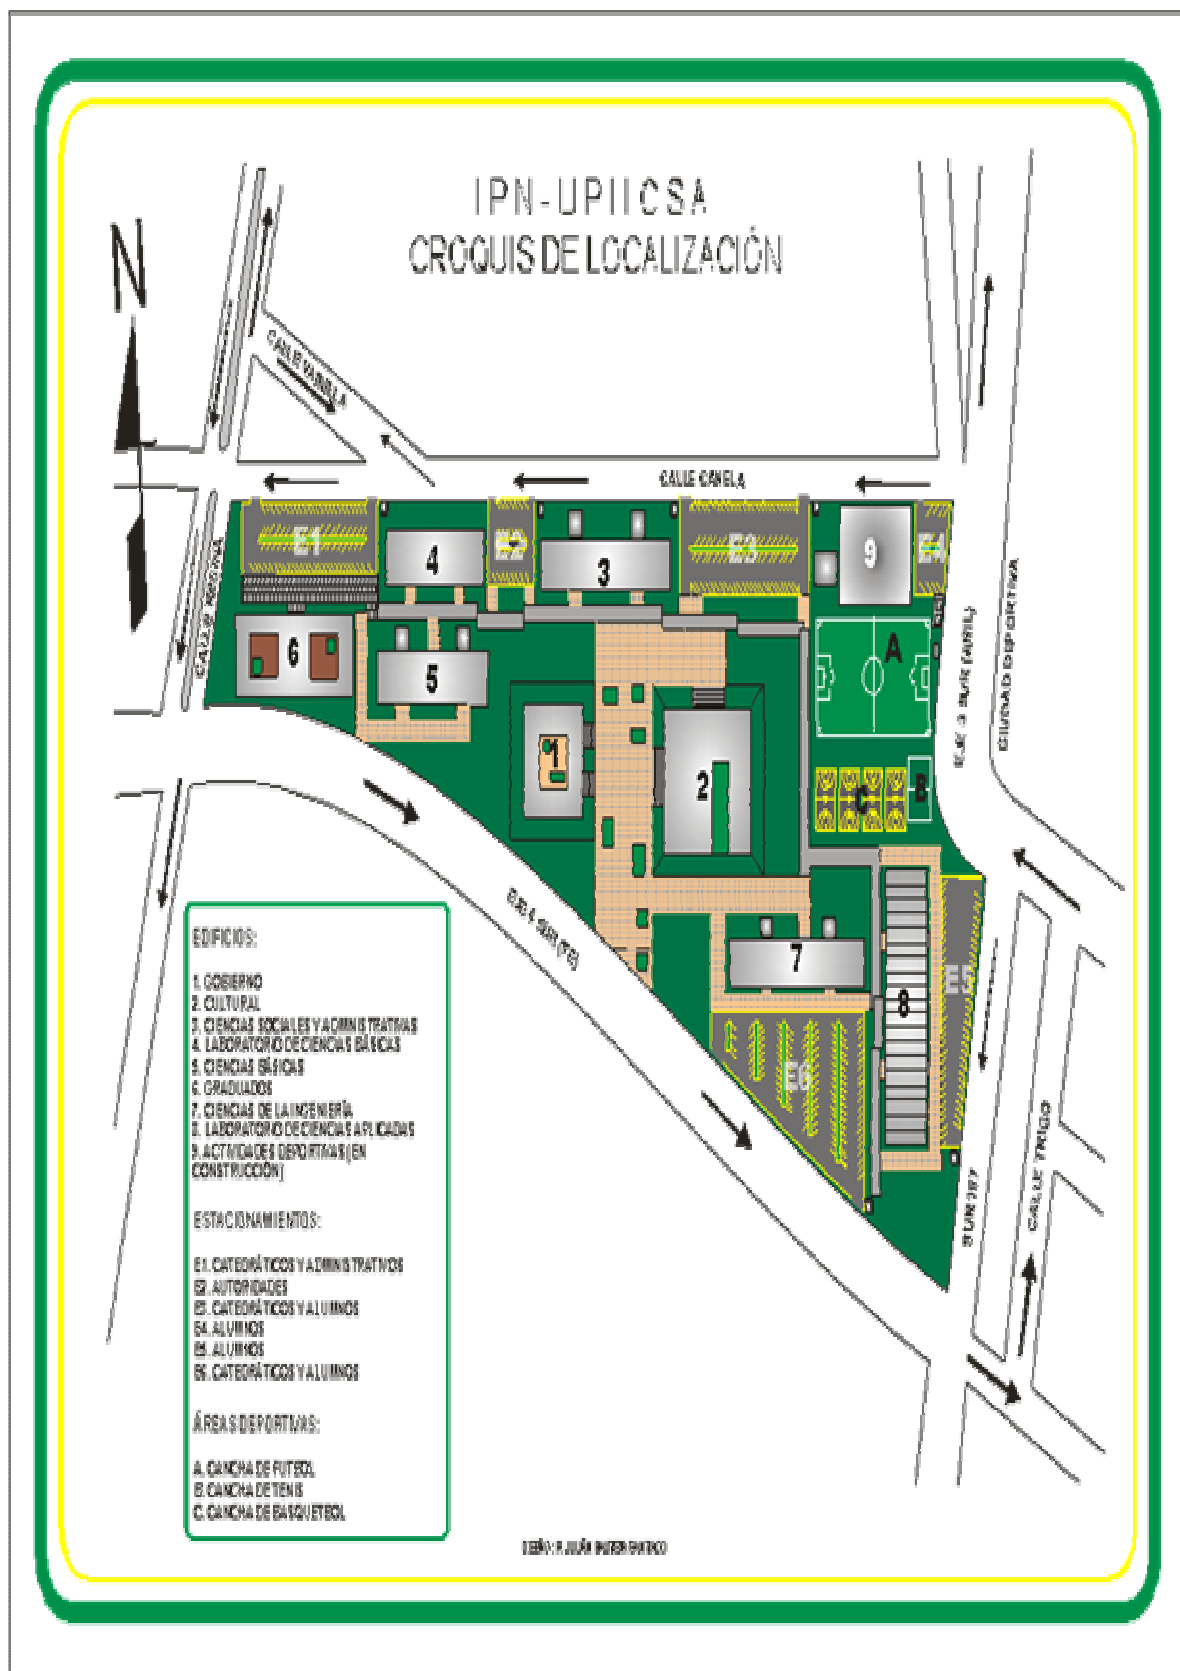 IPN-UPIICSA
CROQUIS DE LOCALIZACIÓN
N
CALLE VAINILLA
CALLE CANELA
E1
4
E2
3
E3
9
E4
CALLE
6
5
A
CIUDAD DEPORTIVA
1
2
C
B
7
8
E5
E6
SUR 187
CALLE TRIGO
EDIFICIOS:
1. GOBIERNO
2. CULTURAL
3. CIENCIAS SOCIALES Y ADMINISTRATIVAS
4. LABORATORIO DE CIENCIAS BÁSICAS
5. CIENCIAS BÁSICAS
6. GRADUADOS
7. CIENCIAS DE LA INGENIERÍA
8. LABORATORIO DE CIENCIAS APLICADAS
9. ACTIVIDADES DEPORTIVAS (EN
CONSTRUCCIÓN)
ESTACIONAMIENTOS:
E1. CATEDRÁTICOS Y ADMINISTRATIVOS
E2. AUTORIDADES
E3. CATEDRÁTICOS Y ALUMNOS
E4. ALUMNOS
E5. ALUMNOS
E6. CATEDRÁTICOS Y ALUMNOS
ÁREAS DEPORTIVAS:
A. CANCHA DE FUTBOL
B. CANCHA DE TENIS
C. CANCHA DE BASQUETBOL